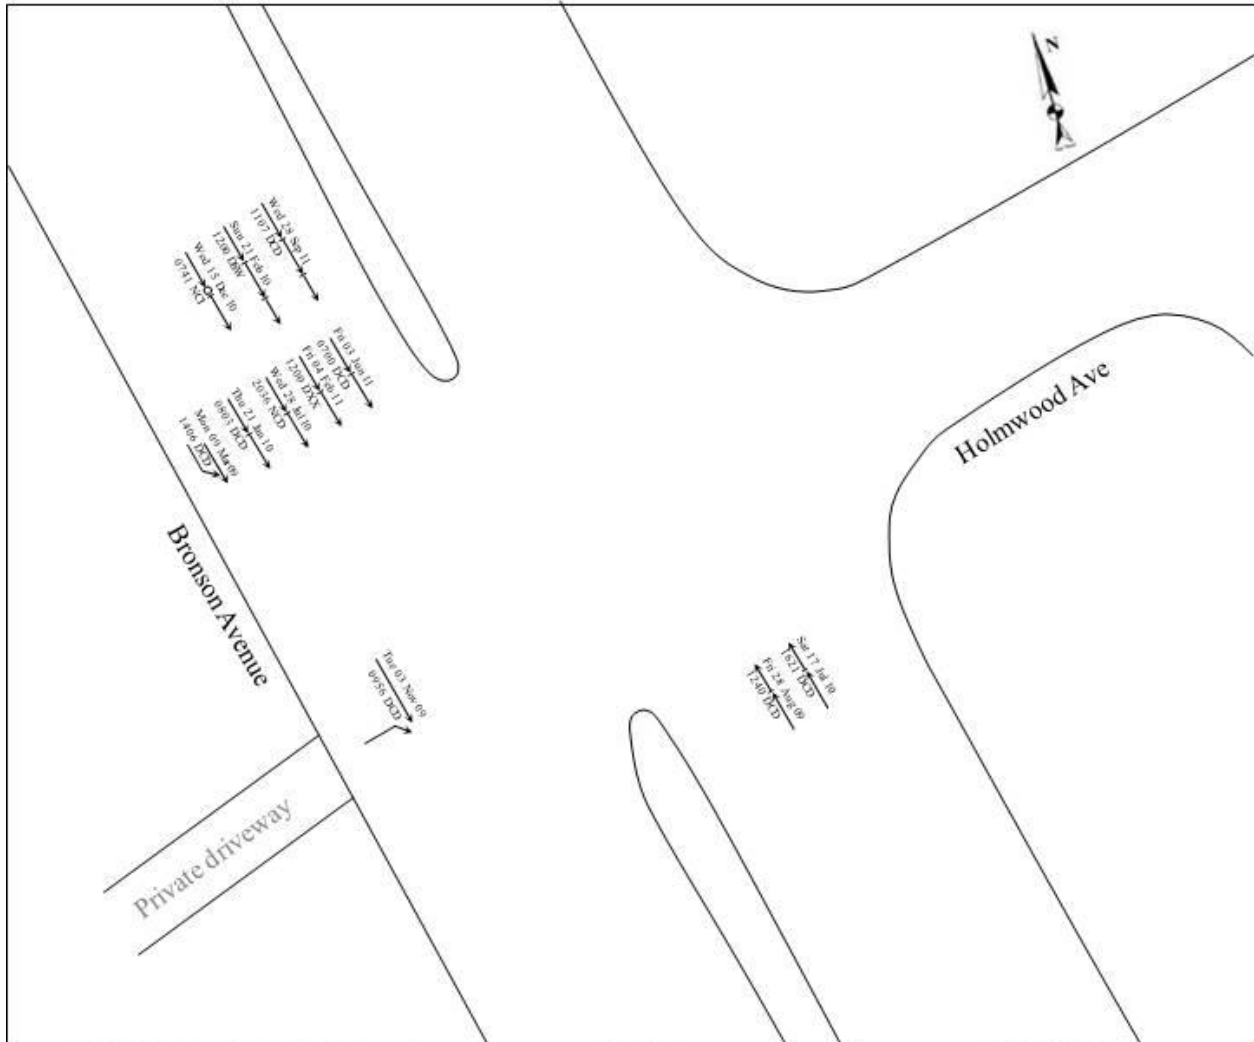 N
Wed 28 Sep 11
1107 DCD
Sun 21 Feb 10
1200 DSW
Wed 15 Dec 10
0741 NCI
Fri 03 Jun 11
0700 DCD
Fri 04 Feb 11
1200 DXX
Wed 28 Jul 10
2036 NCD
Thu 21 Jan 10
0803 DCD
Mon 09 Mar 09
1406 DCD
Holmwood Ave
Bronson Avenue
Tue 03 Nov 09
0956 DCD
Sat 17 Jul 10
1621 DCD
Fri 28 Aug 09
1240 DCD
Private driveway